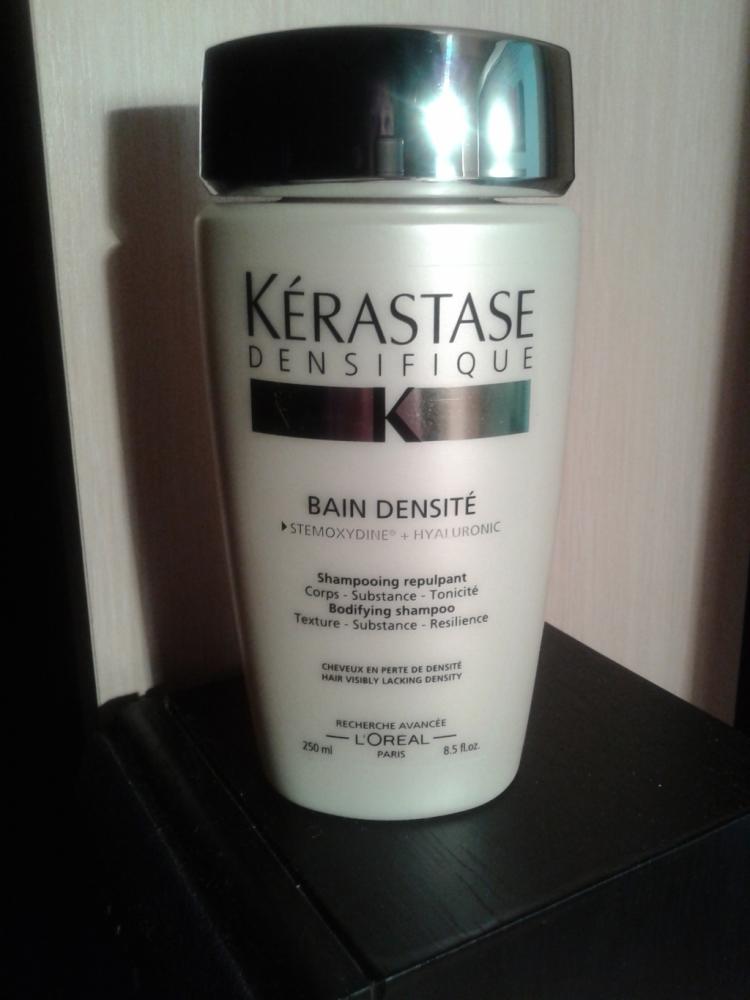 KÉRASTASE
DENSIFIQUE
K
BAIN DENSITÉ
STEMOXYDINE® + HYALURONIC
Shampooing repulpant
Corps - Substance - Tonicité
Bodifying shampoo
Texture - Substance - Resilience
CHEVEUX EN PERTE DE DENSITÉ
HAIR VISIBLY LACKING DENSITY
RECHERCHE AVANCÉE
L'ORÉAL
250 ml PARIS 8.5 fl.oz.